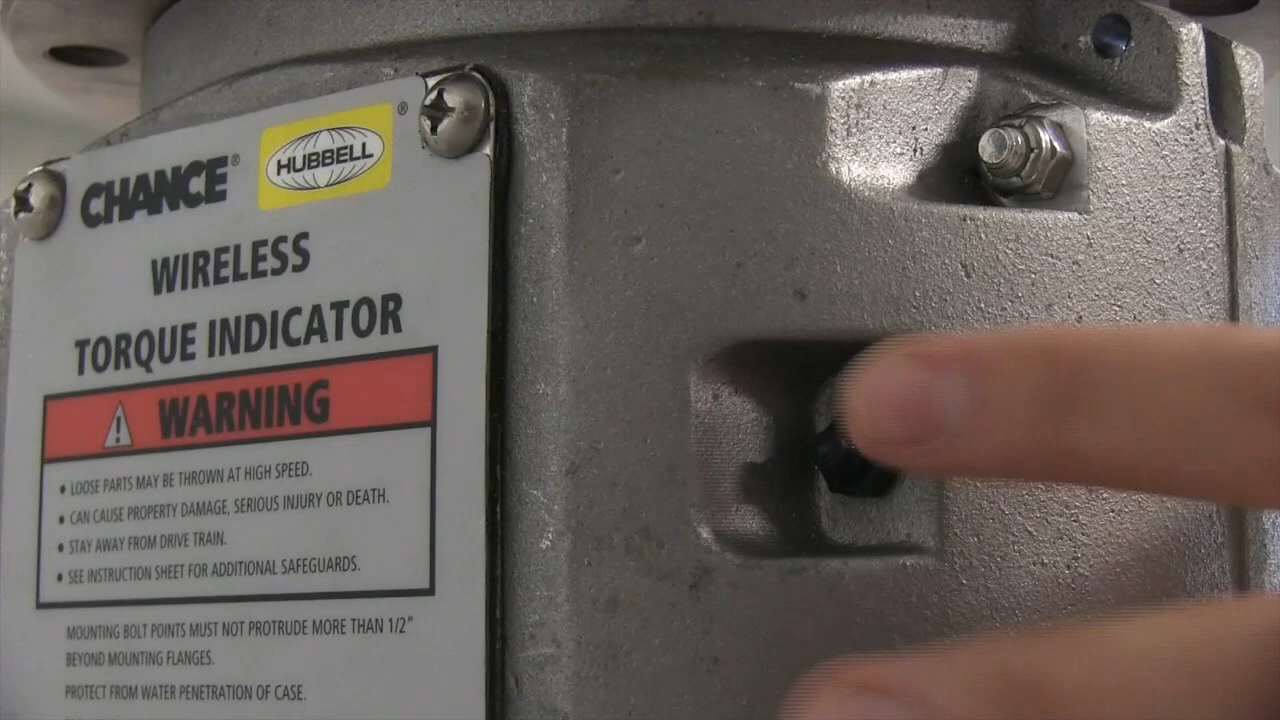 CHANCE® HUBBELL®
WIRELESS
TORQUE INDICATOR
! WARNING
• LOOSE PARTS MAY BE THROWN AT HIGH SPEED.
• CAN CAUSE PROPERTY DAMAGE, SERIOUS INJURY OR DEATH.
• STAY AWAY FROM DRIVE TRAIN.
• SEE INSTRUCTION SHEET FOR ADDITIONAL SAFEGUARDS.
MOUNTING BOLT POINTS MUST NOT PROTRUDE MORE THAN 1/2"
BEYOND MOUNTING FLANGES.
PROTECT FROM WATER PENETRATION OF CASE.